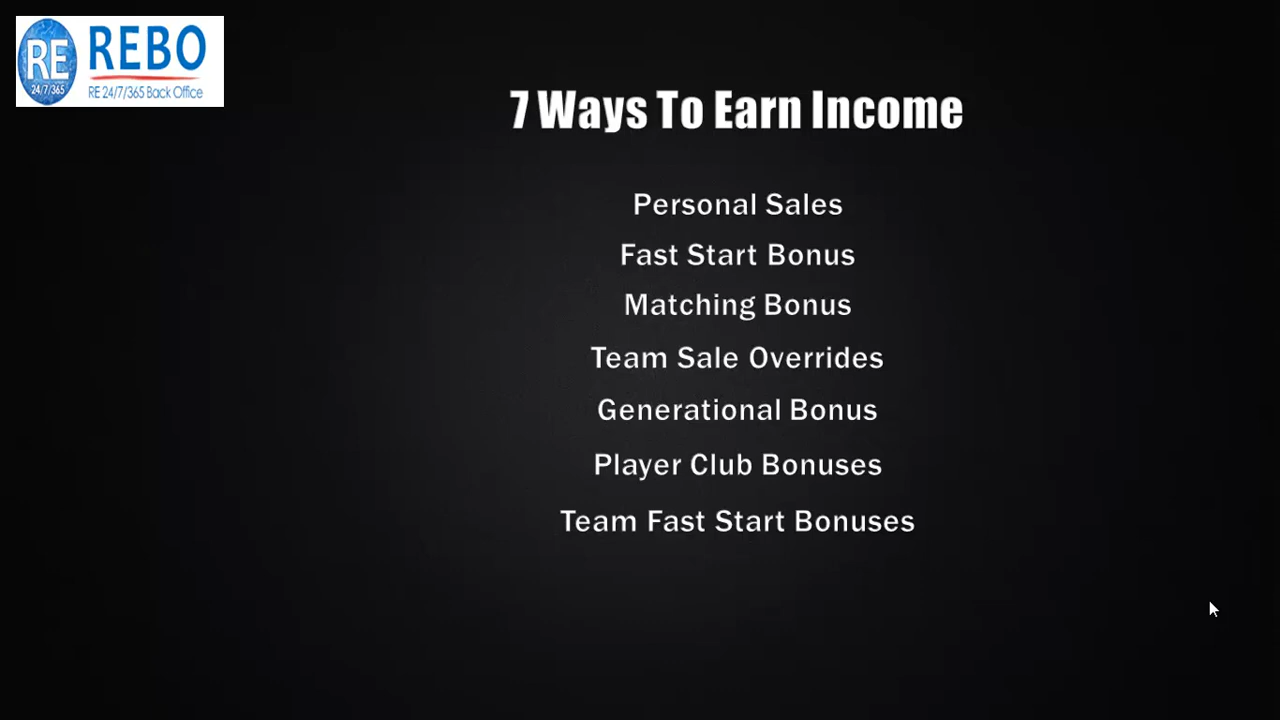 RE
24/7/365
REBO
RE 24/7/365 Back Office
7 Ways To Earn Income
Personal Sales
Fast Start Bonus
Matching Bonus
Team Sale Overrides
Generational Bonus
Player Club Bonuses
Team Fast Start Bonuses